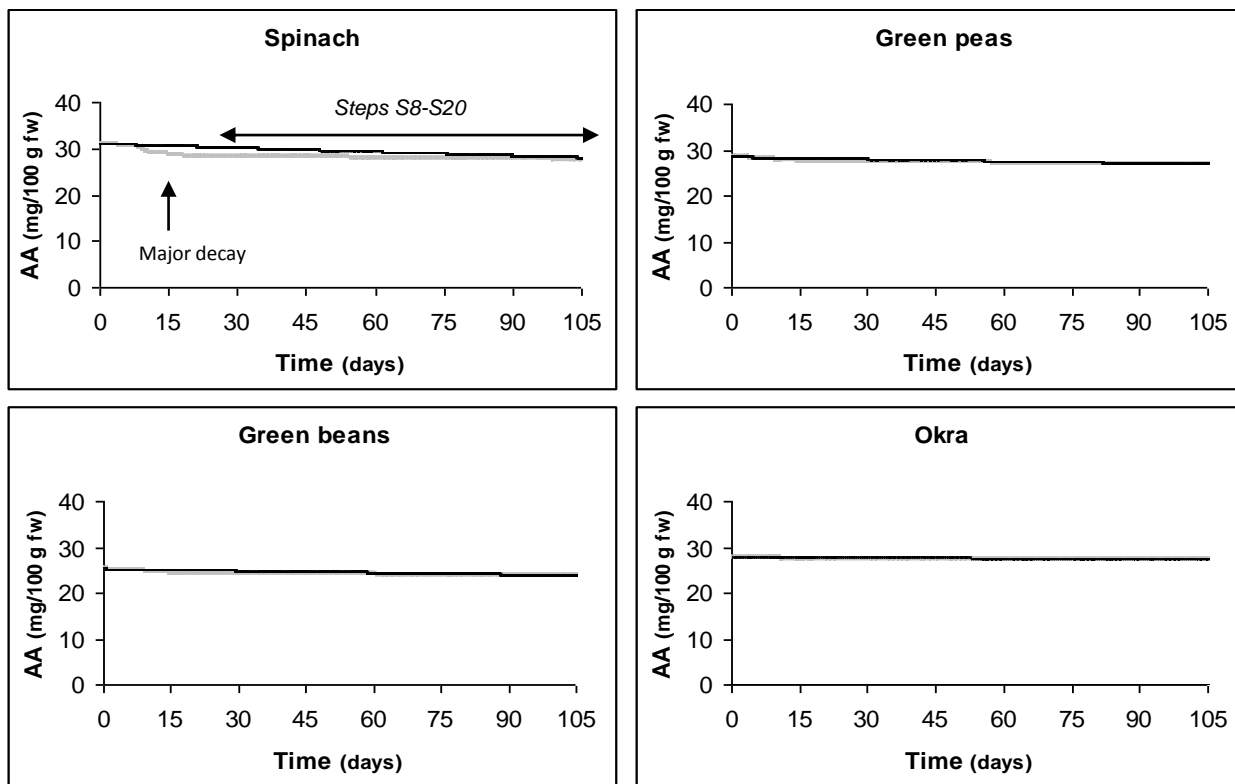 Spinach
40
30
20
10
0
AA (mg/100 g fw)
Steps S8-S20
Major decay
0 15 30 45 60 75 90 105
Time (days)
Green peas
40
30
20
10
0
AA (mg/100 g fw)
0 15 30 45 60 75 90 105
Time (days)
Green beans
40
30
20
10
0
AA (mg/100 g fw)
0 15 30 45 60 75 90 105
Time (days)
Okra
40
30
20
10
0
AA (mg/100 g fw)
0 15 30 45 60 75 90 105
Time (days)